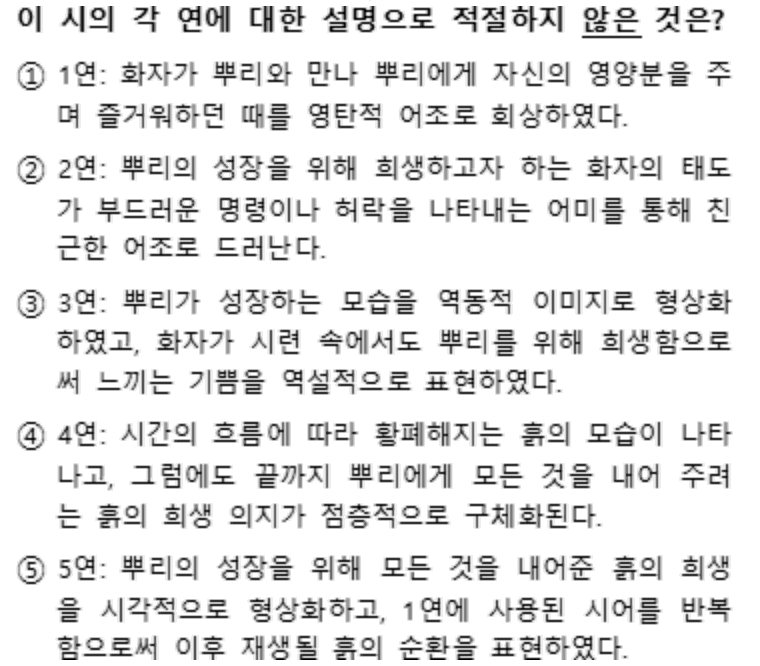 이 시의 각 연에 대한 설명으로 적절하지 않은 것은?
① 1연: 화자가 뿌리와 만나 뿌리에게 자신의 영양분을 주
며 즐거워하던 때를 영탄적 어조로 회상하였다.
② 2연: 뿌리의 성장을 위해 희생하고자 하는 화자의 태도
가 부드러운 명령이나 허락을 나타내는 어미를 통해 친
근한 어조로 드러난다.
③ 3연: 뿌리가 성장하는 모습을 역동적 이미지로 형상화
하였고, 화자가 시련 속에서도 뿌리를 위해 희생함으로
써 느끼는 기쁨을 역설적으로 표현하였다.
④ 4연: 시간의 흐름에 따라 황폐해지는 흙의 모습이 나타
나고, 그럼에도 끝까지 뿌리에게 모든 것을 내어 주려
는 흙의 희생 의지가 점층적으로 구체화된다.
⑤ 5연: 뿌리의 성장을 위해 모든 것을 내어준 흙의 희생
을 시각적으로 형상화하고, 1연에 사용된 시어를 반복
함으로써 이후 재생될 흙의 순환을 표현하였다.